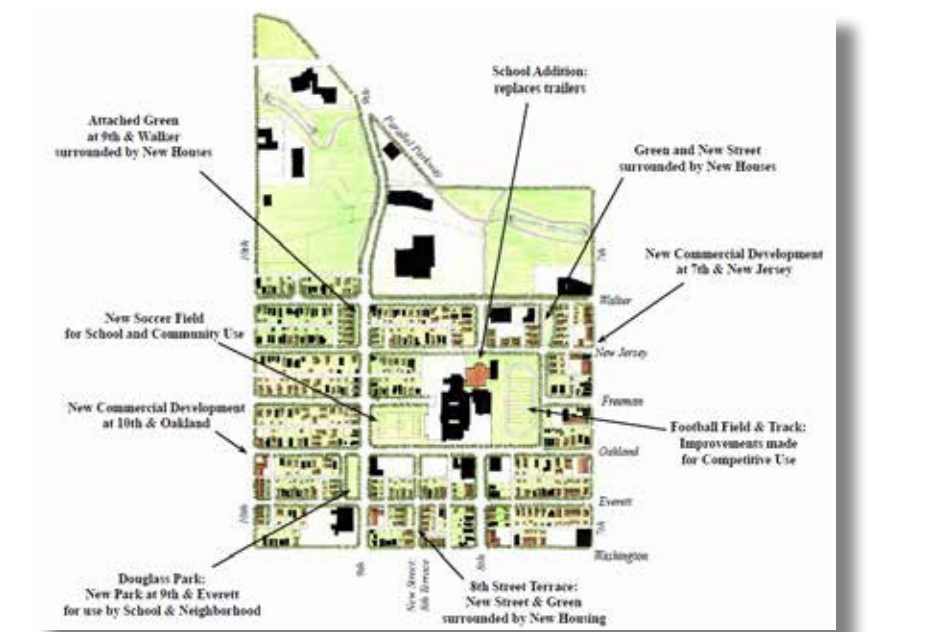 School Addition:
replaces trailers
Attached Green
at 9th & Walker
surrounded by New Houses
9th
Parallel Parkway
Green and New Street
surrounded by New Houses
10th
7th
New Commercial Development
at 7th & New Jersey
Walker
New Soccer Field
for School and Community Use
New Jersey
Freeman
New Commercial Development
at 10th & Oakland
Football Field & Track:
Improvements made
for Competitive Use
Oakland
Everett
10th
7th
Washington
9th
New Street:
8th Terrace
8th
Douglass Park:
New Park at 9th & Everett
for use by School & Neighborhood
8th Street Terrace:
New Street & Green
surrounded by New Housing